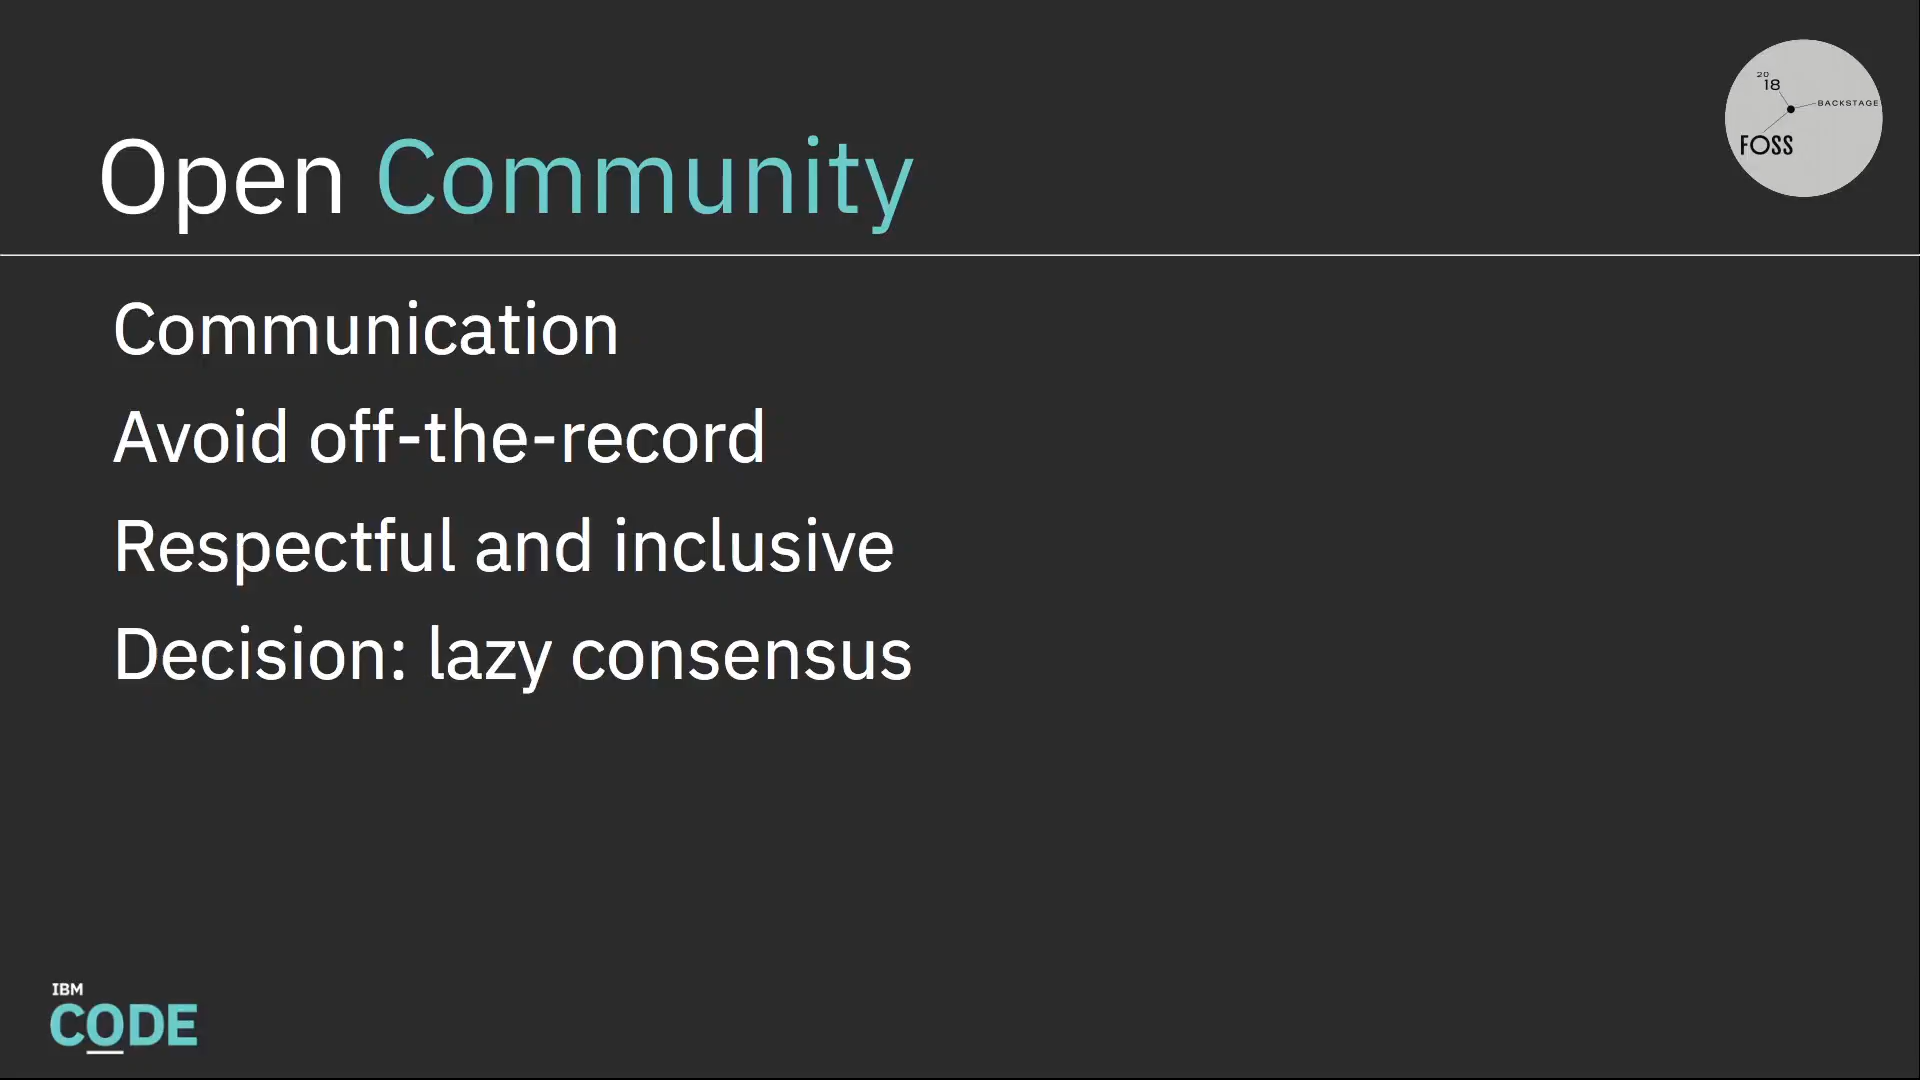 20
18
BACKSTAGE
FOSS
Open Community
Communication
Avoid off-the-record
Respectful and inclusive
Decision: lazy consensus
IBM
CODE